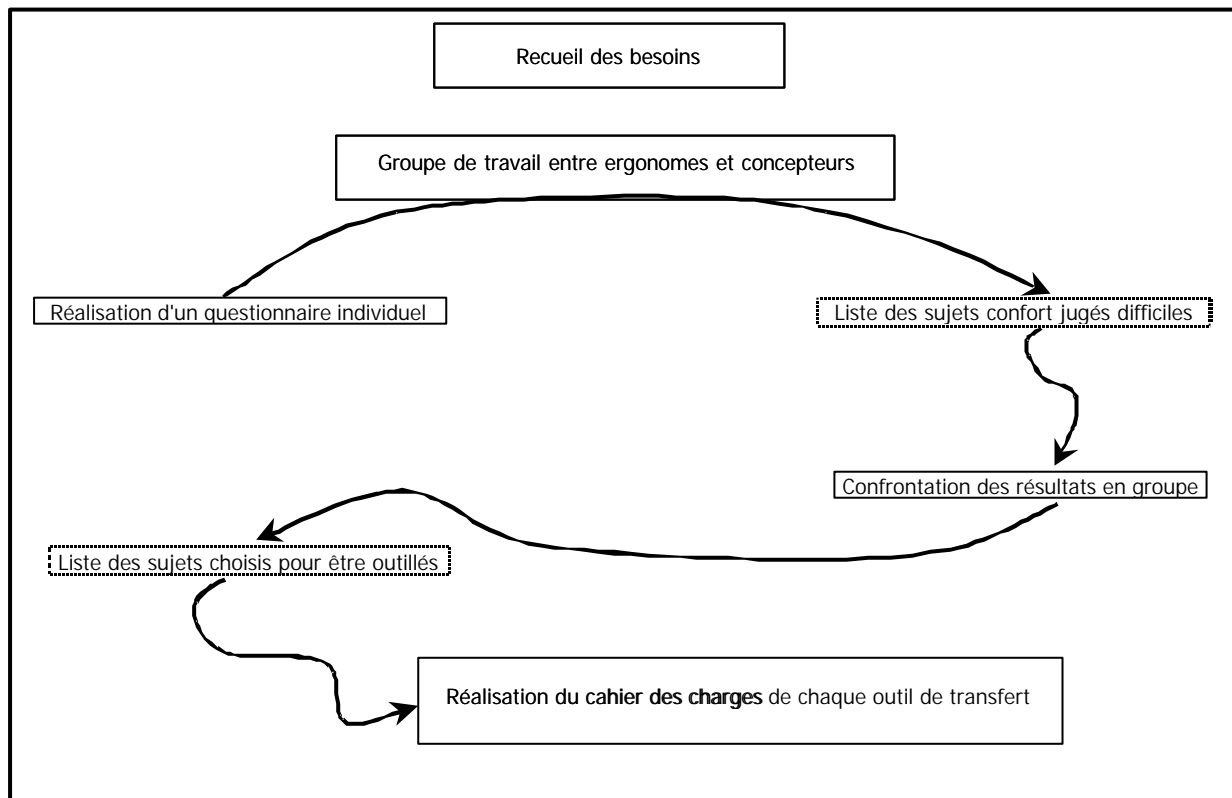 Recueil des besoins
Groupe de travail entre ergonomes et concepteurs
Réalisation d'un questionnaire individuel
Liste des sujets confort jugés difficiles
Confrontation des résultats en groupe
Liste des sujets choisis pour être outillés
Réalisation du cahier des charges de chaque outil de transfert